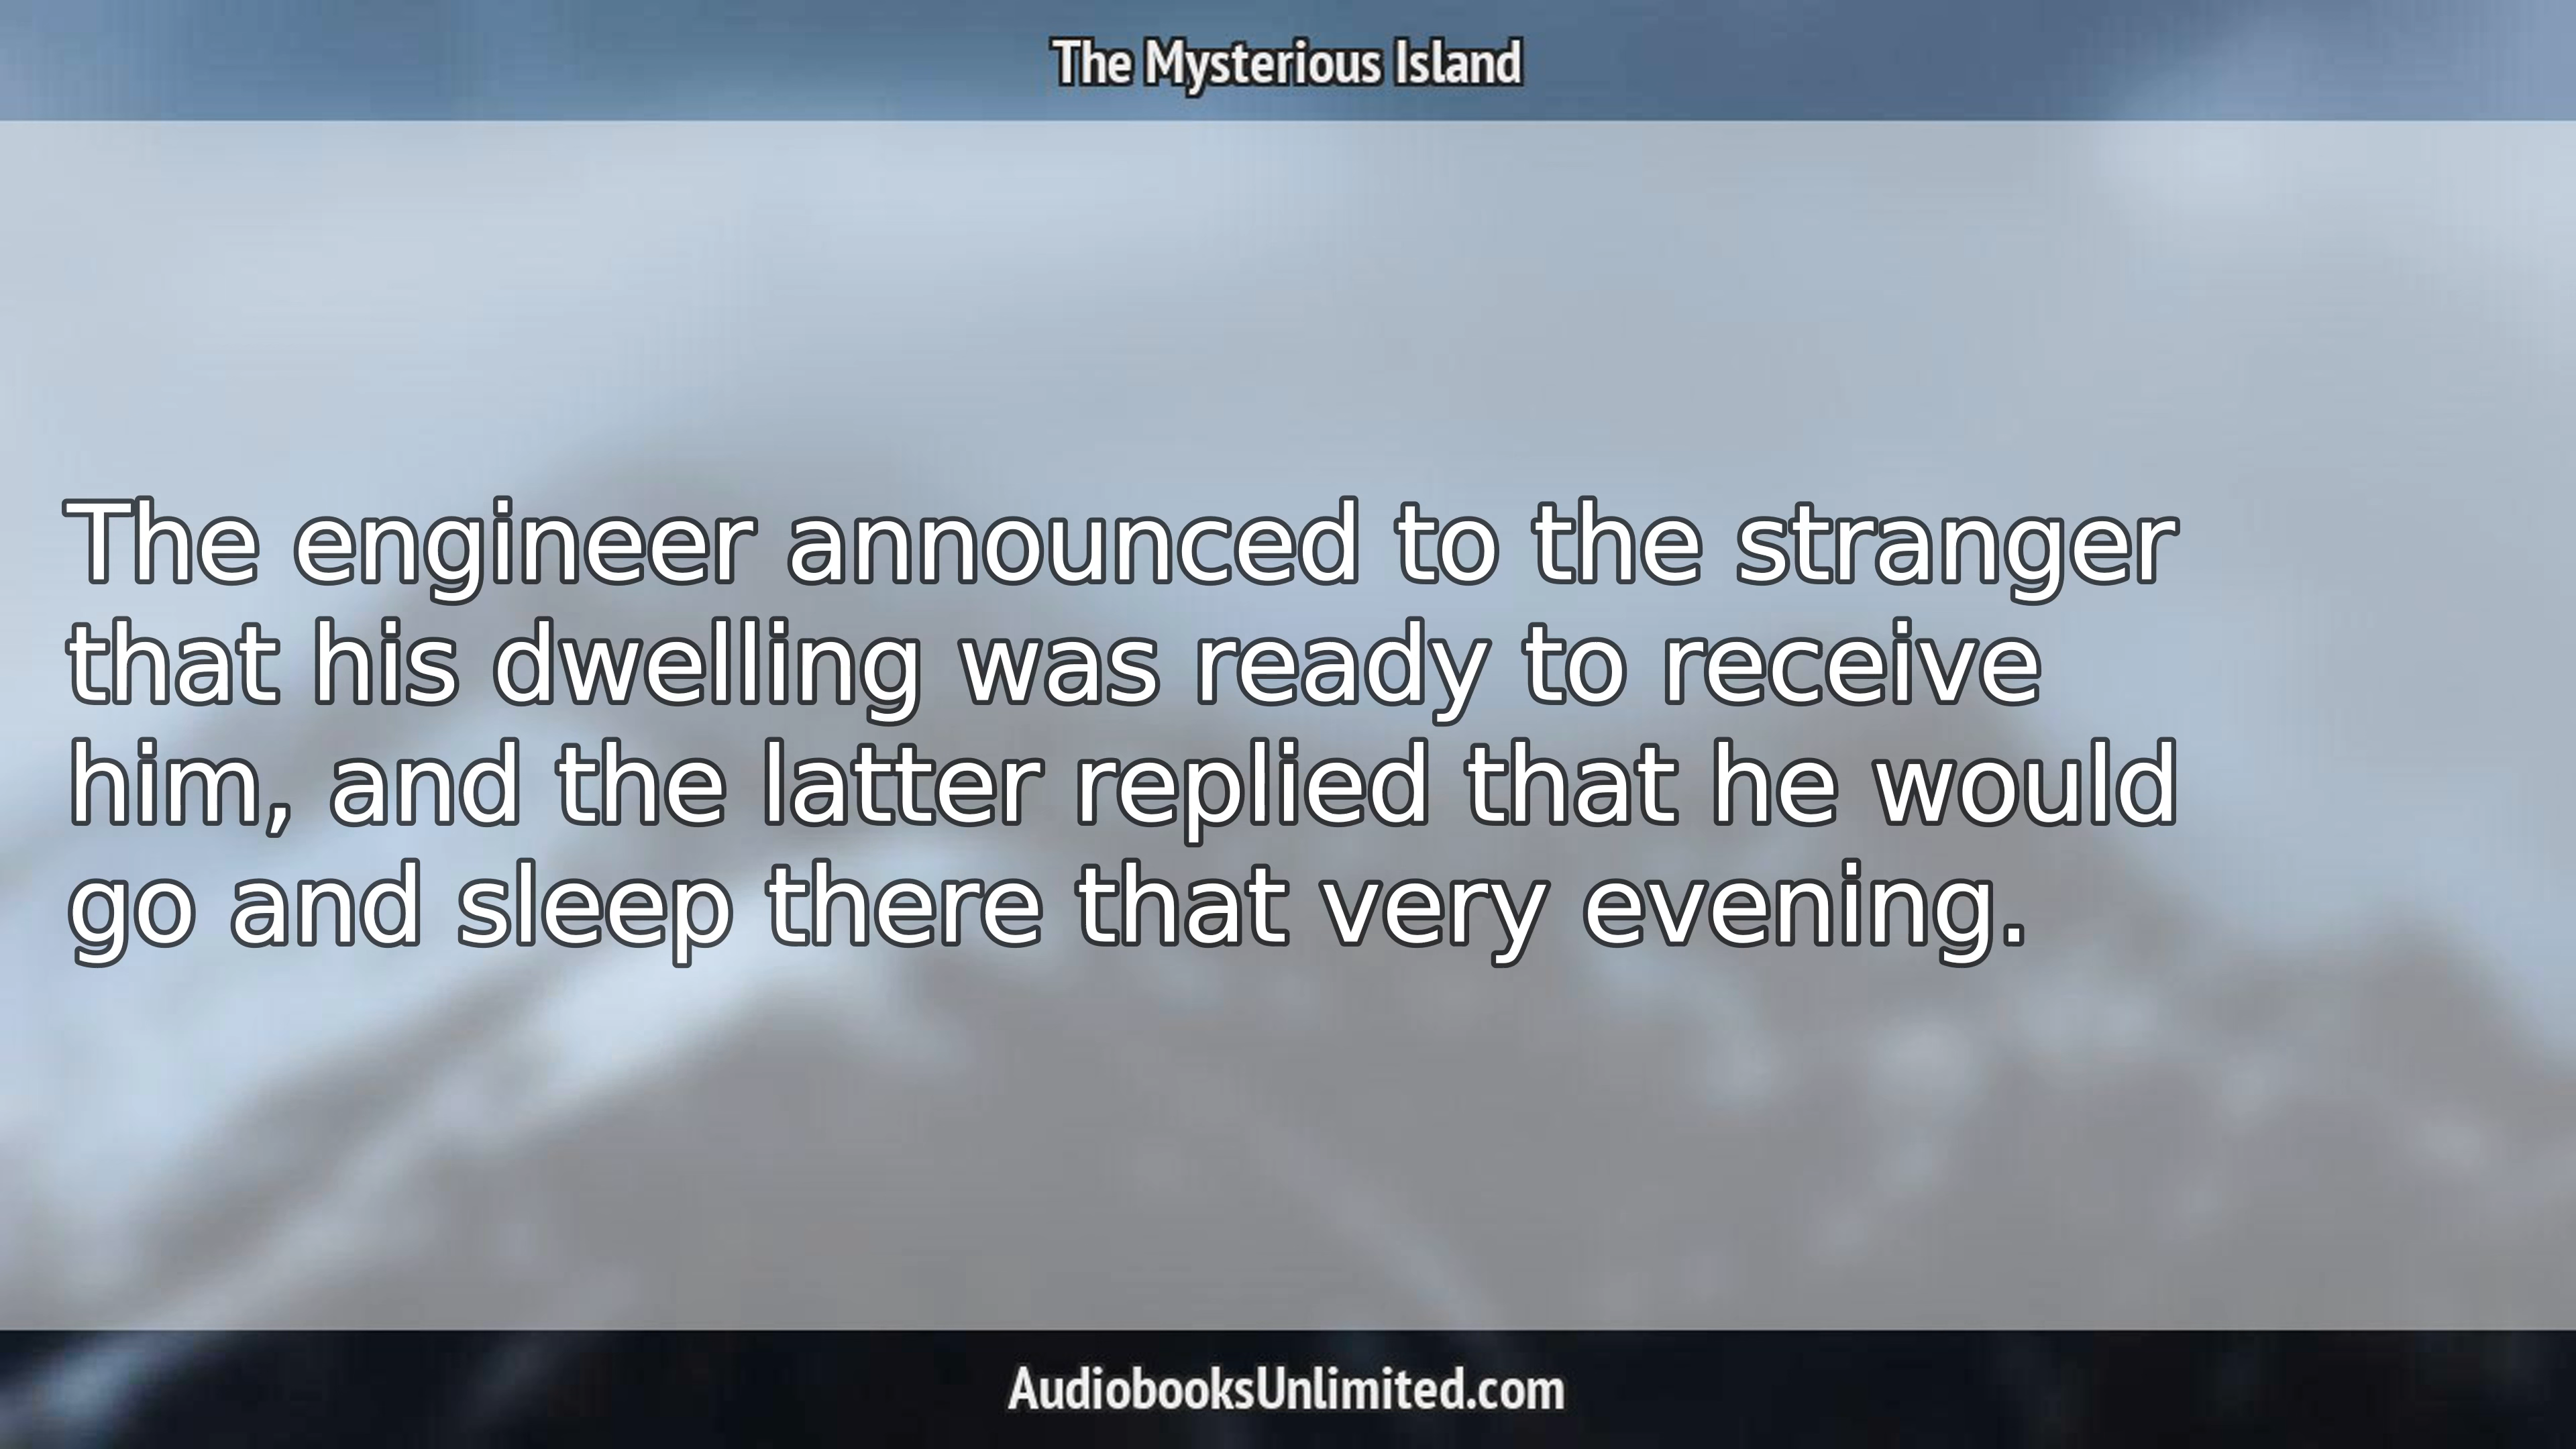 The Mysterious Island
The engineer announced to the stranger
that his dwelling was ready to receive
him, and the latter replied that he would
go and sleep there that very evening.
AudiobooksUnlimited.com